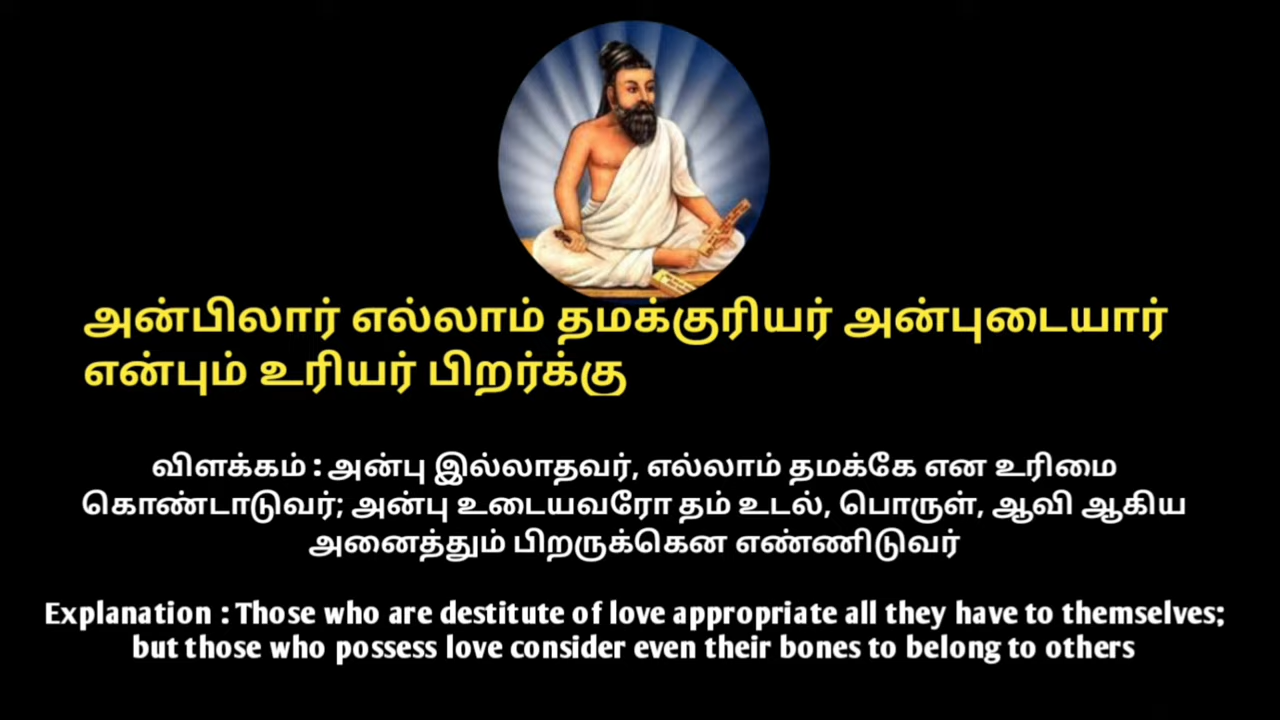 அன்பிலார் எல்லாம் தமக்குரியர் அன்புடையார்
என்பும் உரியர் பிறர்க்கு
விளக்கம் : அன்பு இல்லாதவர், எல்லாம் தமக்கே என உரிமை
கொண்டாடுவர்; அன்பு உடையவரோ தம் உடல், பொருள், ஆவி ஆகிய
அனைத்தும் பிறருக்கென எண்ணிடுவர்
Explanation : Those who are destitute of love appropriate all they have to themselves;
but those who possess love consider even their bones to belong to others